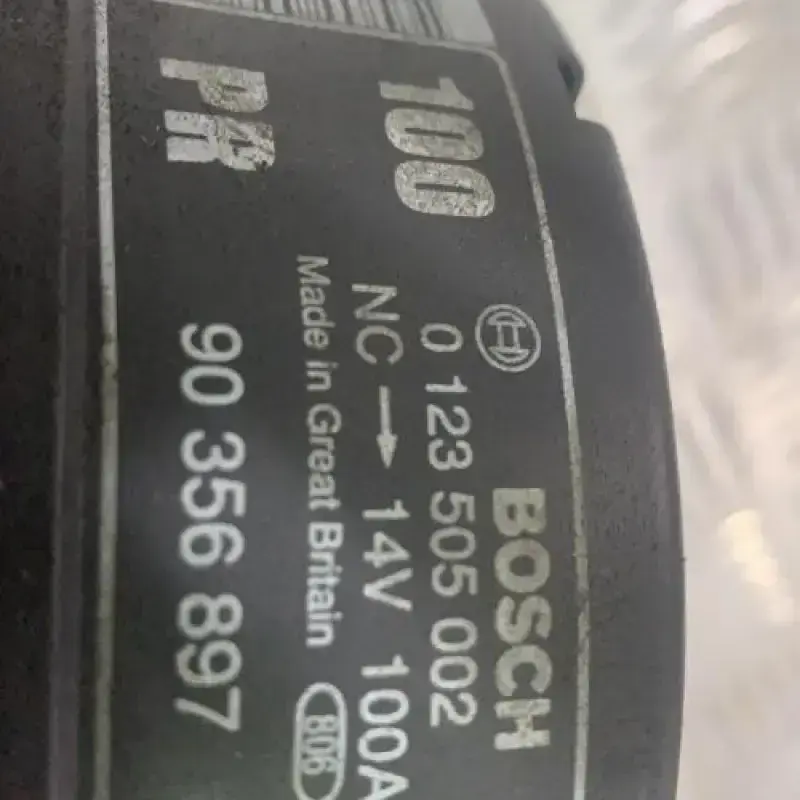 BOSCH
0 123 505 002
NC → 14V 100A
Made in Great Britain 806
90 356 897
100
PR